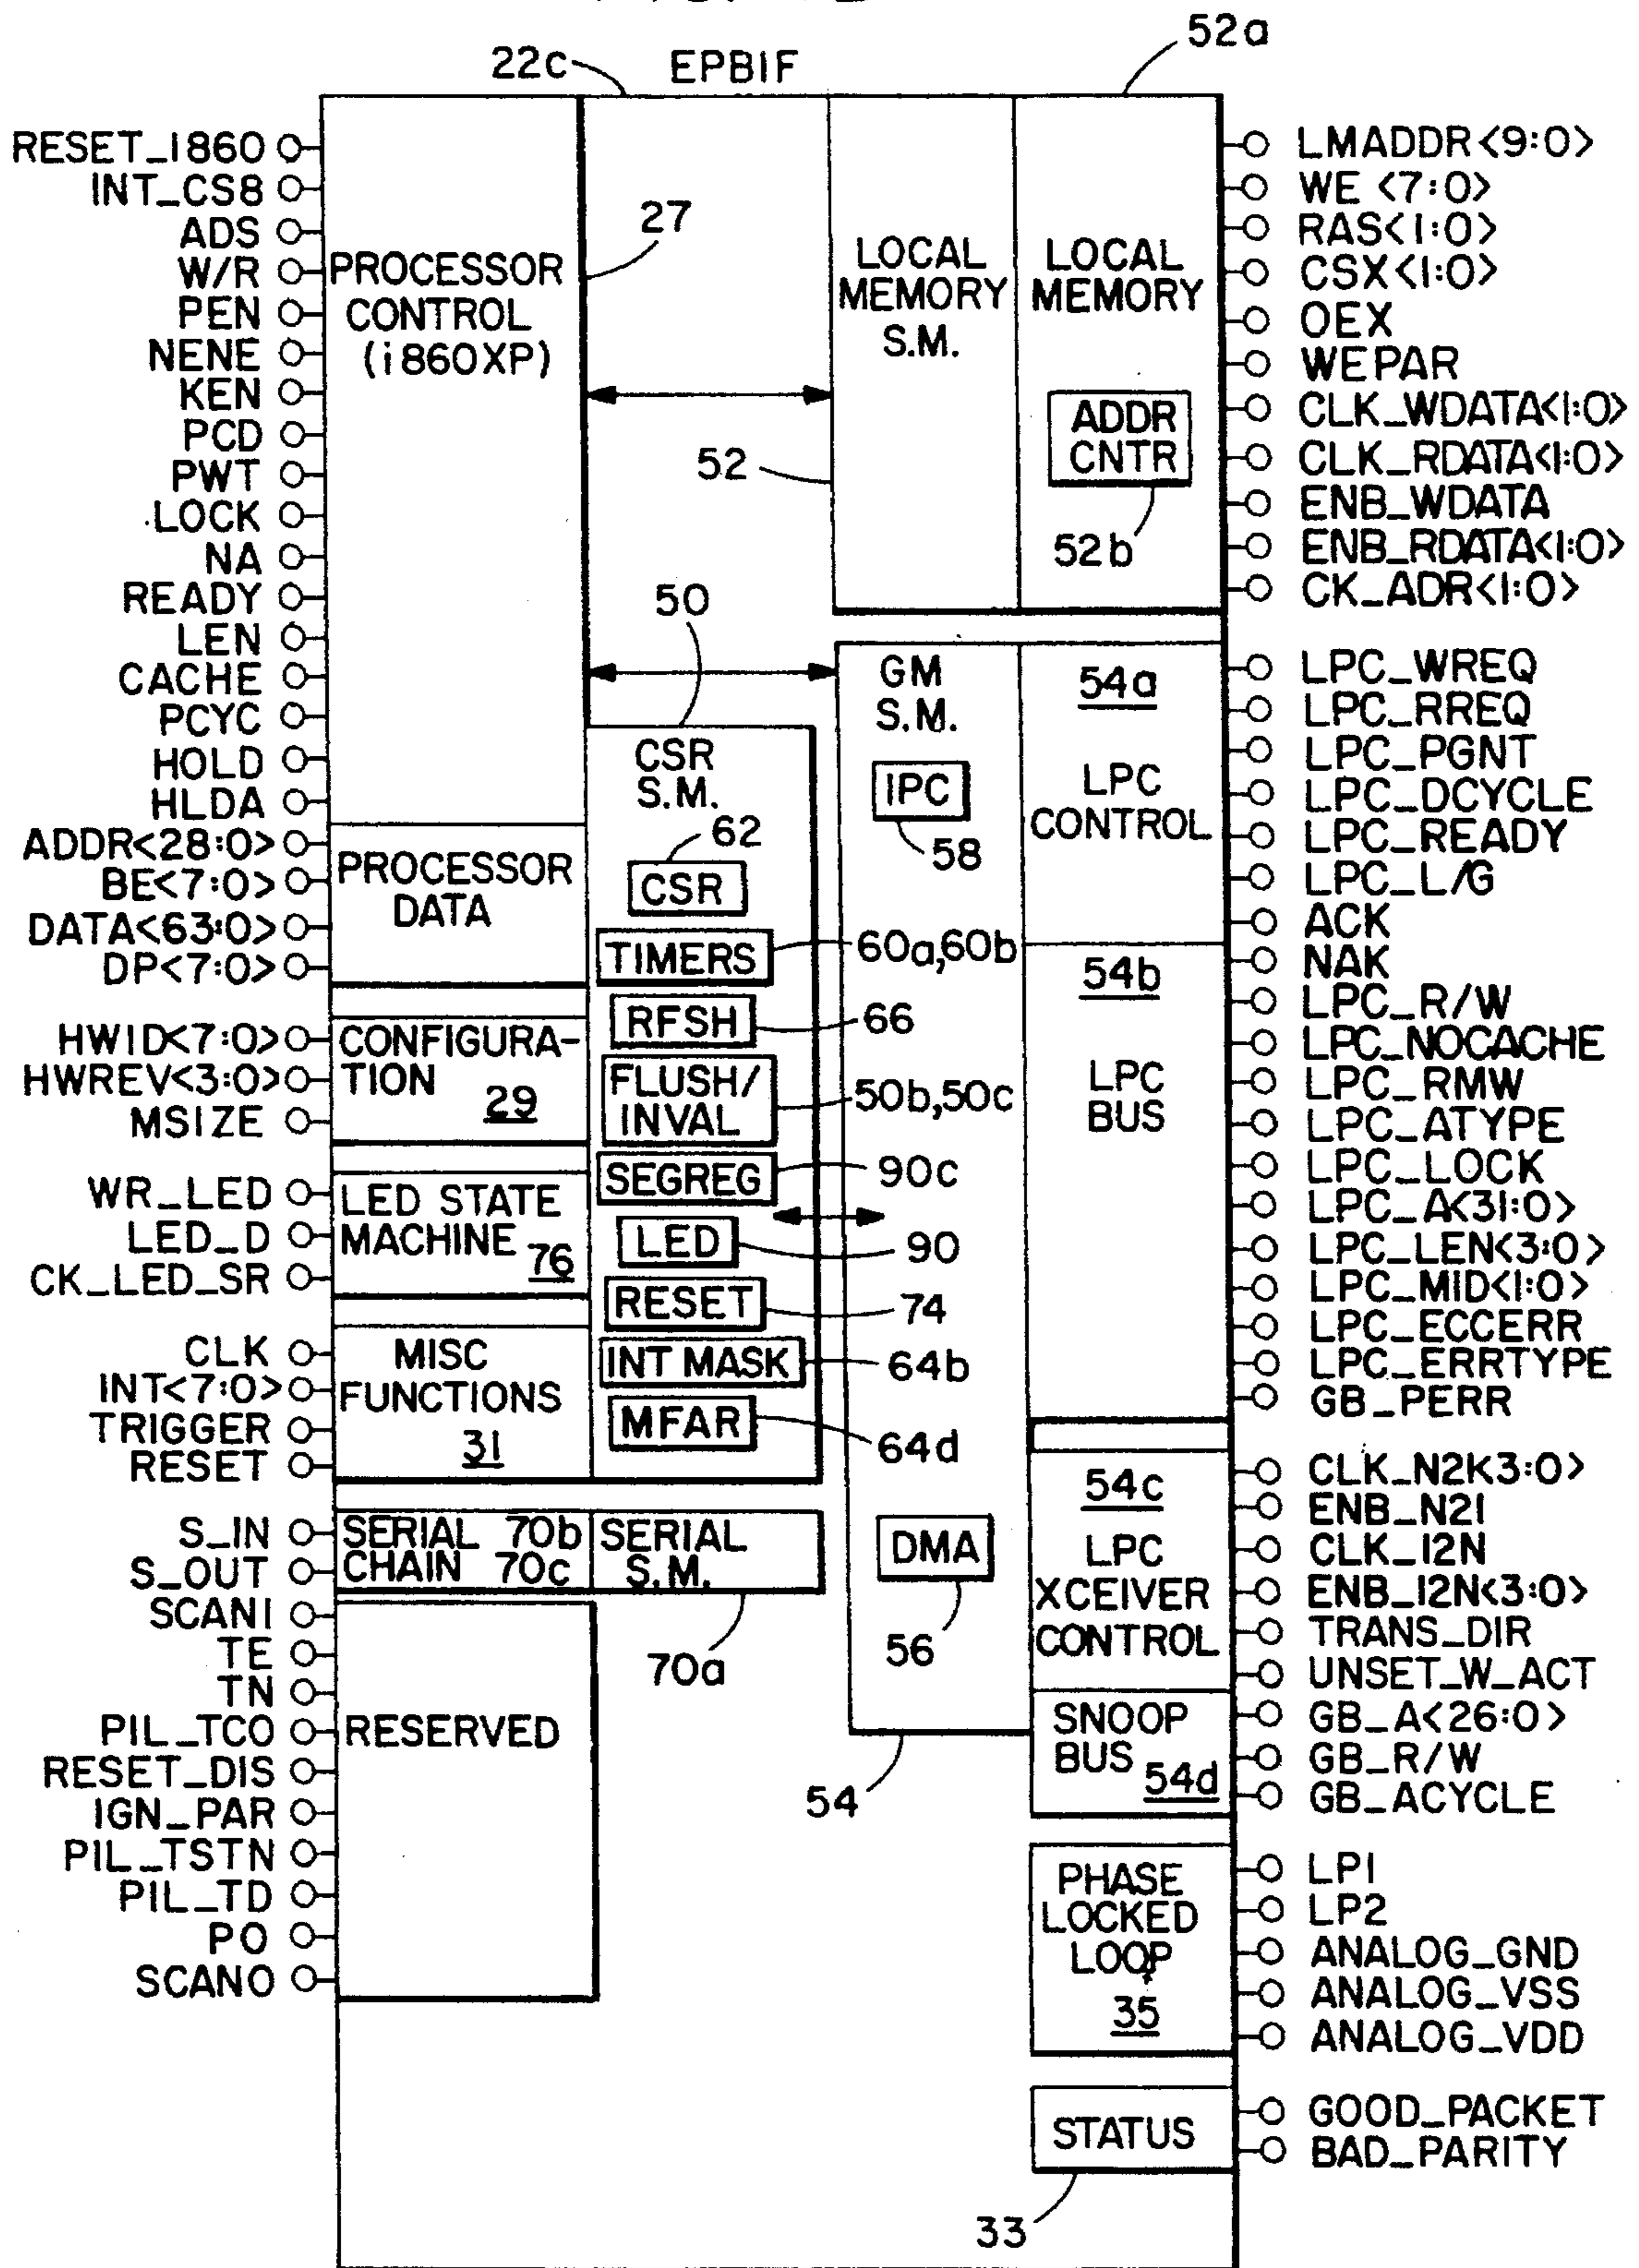 52a
22c
EPBIF
RESET_I860
INT_CS8
ADS
W/R
PEN
NENE
KEN
PCD
PWT
LOCK
NA
READY
LEN
CACHE
PCYC
HOLD
HLDA
ADDR<28:0>
BE<7:0>
DATA<63:0>
DP<7:0>
HWID<7:0>
HWREV<3:0>
MSIZE
WR_LED
LED_D
CK_LED_SR
CLK
INT<7:0>
TRIGGER
RESET
S_IN
S_OUT
SCANI
TE
TN
PIL_TCO
RESET_DIS
IGN_PAR
PIL_TSTN
PIL_TD
PO
SCANO
PROCESSOR
CONTROL
(i860XP)
PROCESSOR
DATA
CONFIGURA-
TION 29
LED STATE
MACHINE 76
MISC
FUNCTIONS
31
SERIAL 70b
CHAIN 70c
SERIAL
S.M.
70a
RESERVED
27
52
50
CSR
S.M.
62
CSR
TIMERS
60a,60b
RFSH
66
FLUSH/
INVAL
50b,50c
SEGREG
90c
LED
90
RESET
74
INT MASK
64b
MFAR
64d
LOCAL
MEMORY
S.M.
LOCAL
MEMORY
ADDR
CNTR
52b
GM
S.M.
IPC
58
DMA
56
54
54a
LPC
CONTROL
54b
LPC
BUS
54c
LPC
XCEIVER
CONTROL
SNOOP
BUS 54d
PHASE
LOCKED
LOOP
35
STATUS
33
LMADDR<9:0>
WE <7:0>
RAS<1:0>
CSX<1:0>
OEX
WEPAR
CLK_WDATA<1:0>
CLK_RDATA<1:0>
ENB_WDATA
ENB_RDATA<1:0>
CK_ADR<1:0>
LPC_WREQ
LPC_RREQ
LPC_PGNT
LPC_DCYCLE
LPC_READY
LPC_L/G
ACK
NAK
LPC_R/W
LPC_NOCACHE
LPC_RMW
LPC_ATYPE
LPC_LOCK
LPC_A<31:0>
LPC_LEN<3:0>
LPC_MID<1:0>
LPC_ECCERR
LPC_ERRTYPE
GB_PERR
CLK_N2K3:0>
ENB_N2I
CLK_I2N
ENB_I2N<3:0>
TRANS_DIR
UNSET_W_ACT
GB_A<26:0>
GB_R/W
GB_ACYCLE
LP1
LP2
ANALOG_GND
ANALOG_VSS
ANALOG_VDD
GOOD_PACKET
BAD_PARITY